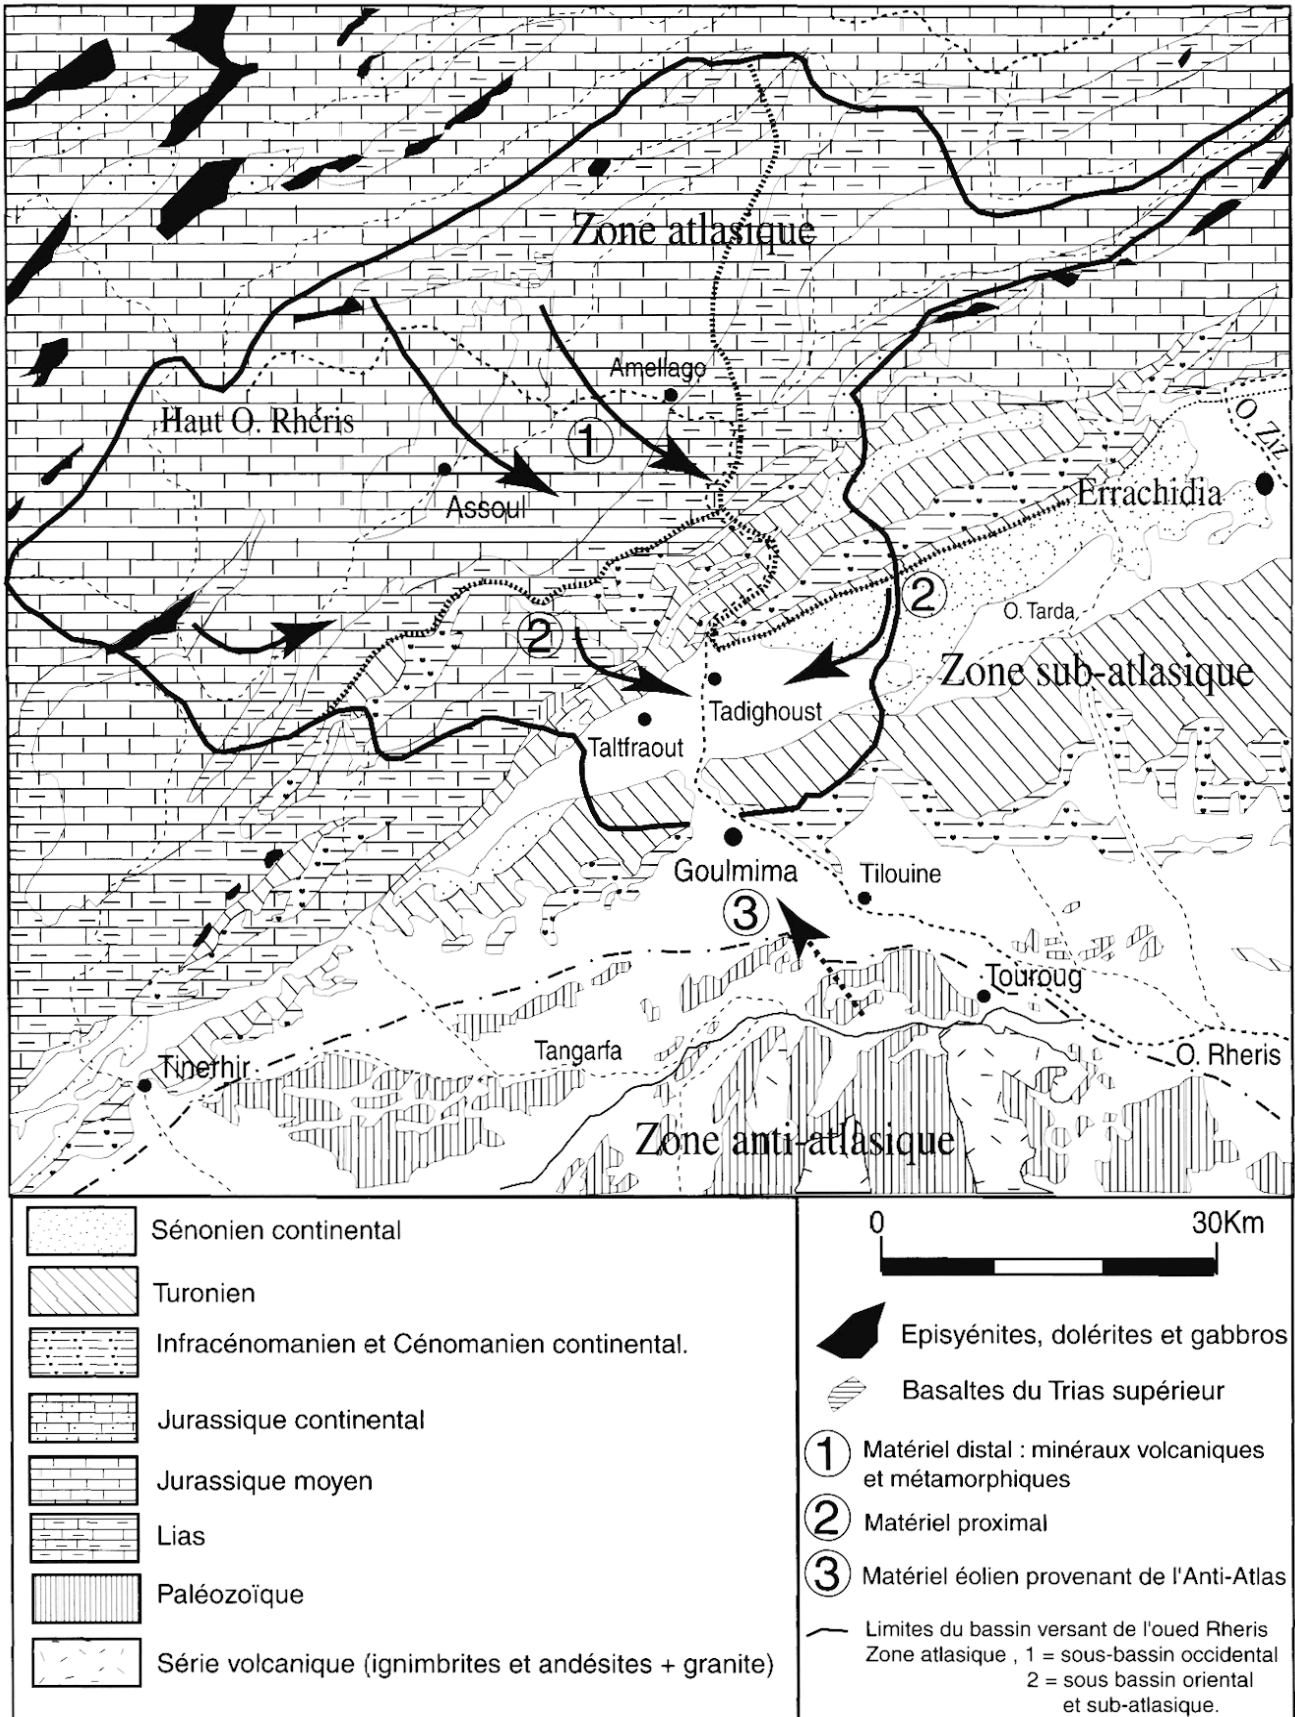 Zone atlasique
Amellago
Haut O. Rhéris
1
O. Ziz
Assoul
Errachidia
2
O. Tarda
2
Zone sub-atlasique
Tadighoust
Taltfraout
Goulmima
Tilouine
3
Touroug
Tangarfa
O. Rheris
Tinerhir
Zone anti-atlasique
Sénonien continental
Turonien
Infracénomanien et Cénomanien continental.
Jurassique continental
Jurassique moyen
Lias
Paléozoïque
Série volcanique (ignimbrites et andésites + granite)
0 30Km
Episyénites, dolérites et gabbros
Basaltes du Trias supérieur
1 Matériel distal : minéraux volcaniques
et métamorphiques
2 Matériel proximal
3 Matériel éolien provenant de l'Anti-Atlas
Limites du bassin versant de l'oued Rheris
Zone atlasique , 1 = sous-bassin occidental
2 = sous bassin oriental
et sub-atlasique.